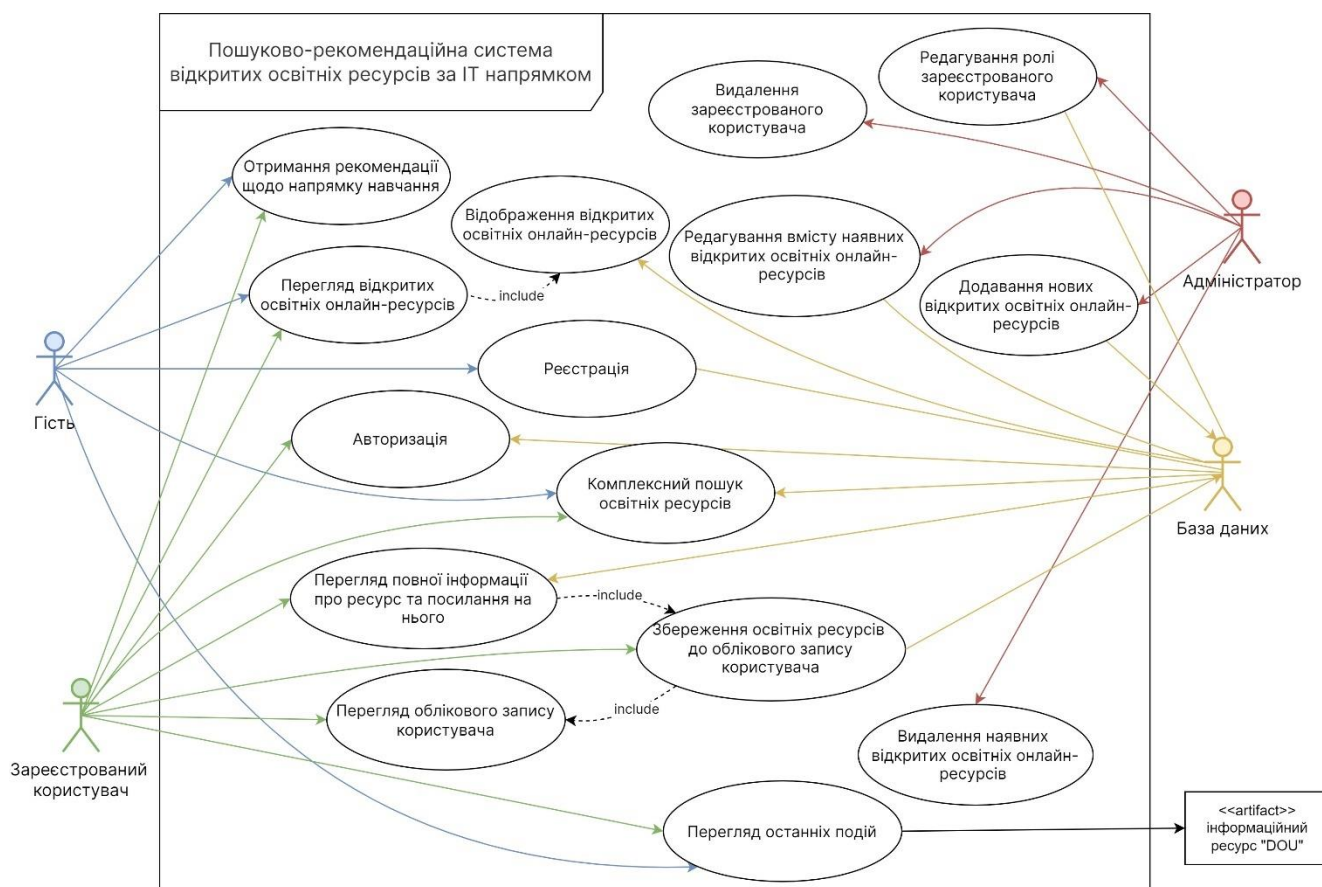 Пошуково-рекомендаційна система
відкритих освітніх ресурсів за ІТ напрямком
Редагування ролі
зареєстрованого
користувача
Видалення
зареєстрованого
користувача
Отримання рекомендації
щодо напрямку навчання
Відображення відкритих
освітніх онлайн-ресурсів
Редагування вмісту наявних
відкритих освітніх онлайн-
ресурсів
Адміністратор
Перегляд відкритих
освітніх онлайн-ресурсів
include
Додавання нових
відкритих освітніх онлайн-
ресурсів
Гість
Реєстрація
Авторизація
Комплексний пошук
освітніх ресурсів
База даних
Перегляд повної інформації
про ресурс та посилання на
нього
include
Збереження освітніх ресурсів
до облікового запису
користувача
Зареєстрований
користувач
Перегляд облікового запису
користувача
include
Видалення наявних
відкритих освітніх онлайн-
ресурсів
Перегляд останніх подій
<<artifact>>
інформаційний
ресурс "DOU"